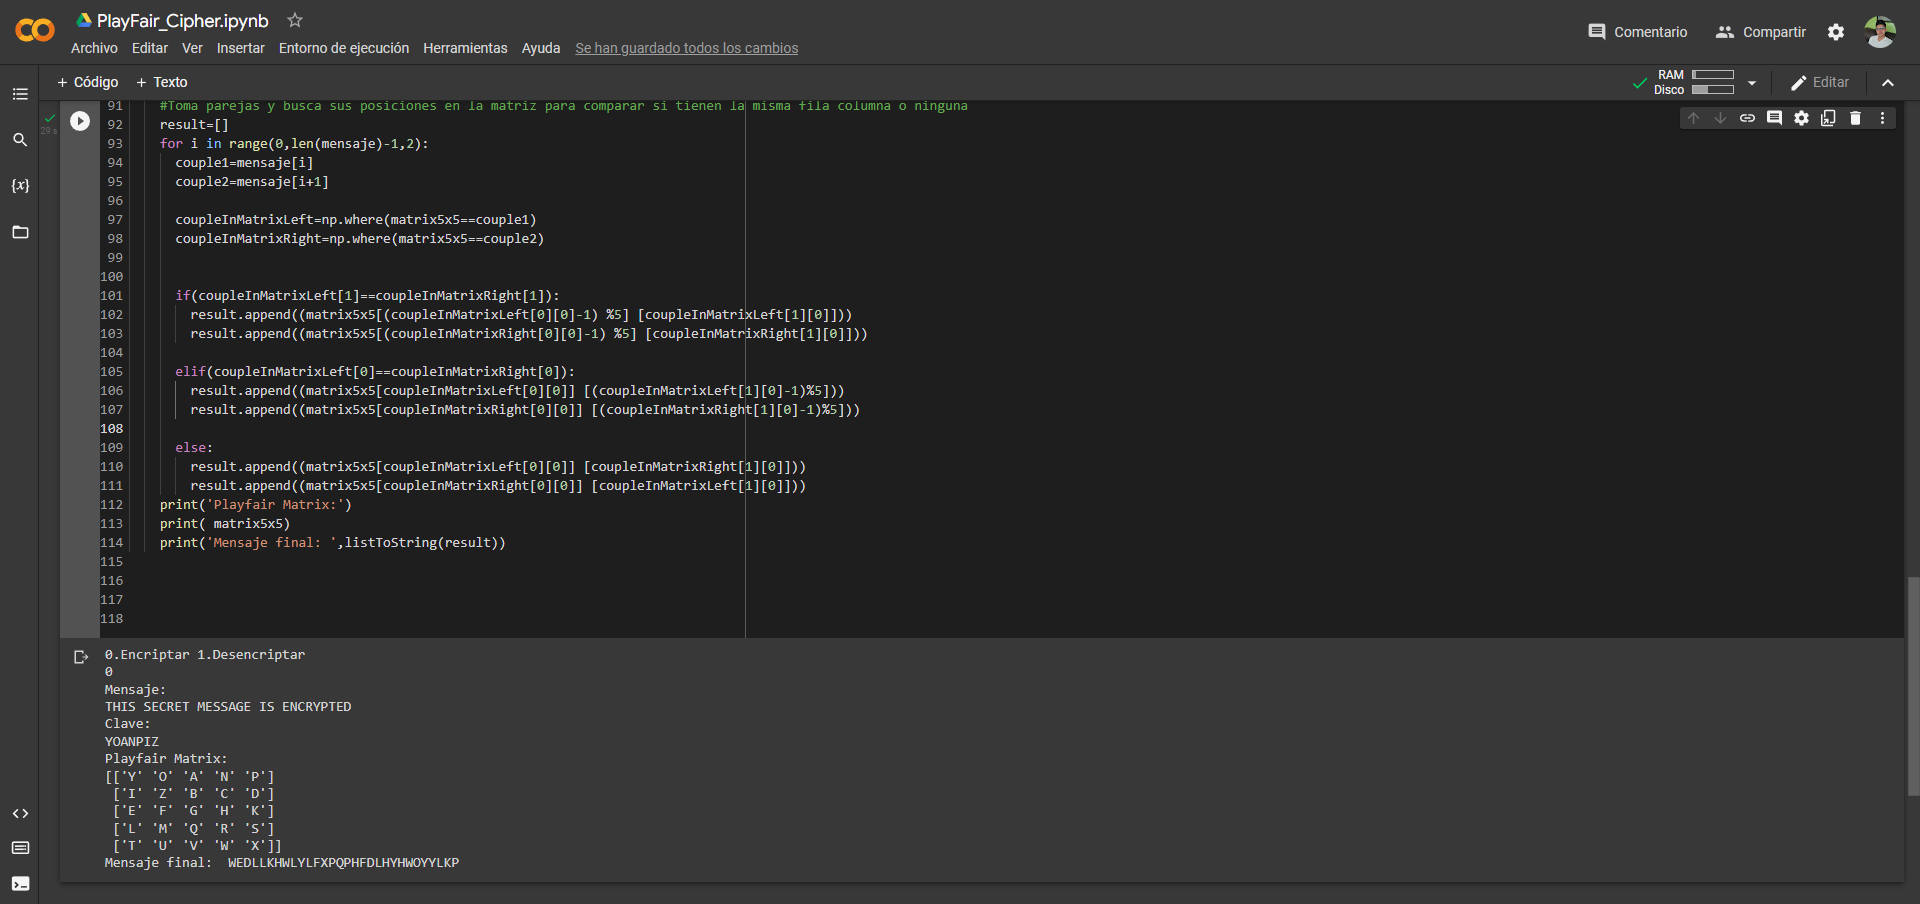 PlayFair_Cipher.ipynb
Archivo Editar Ver Insertar Entorno de ejecución Herramientas Ayuda Se han guardado todos los cambios
Comentario Compartir
+ Código + Texto
RAM
Disco
Editar
29 s
91 #Toma parejas y busca sus posiciones en la matriz para comparar si tienen la misma fila columna o ninguna
92 result=[]
93 for i in range(0,len(mensaje)-1,2):
94 couple1=mensaje[i]
95 couple2=mensaje[i+1]
96
97 coupleInMatrixLeft=np.where(matrix5x5==couple1)
98 coupleInMatrixRight=np.where(matrix5x5==couple2)
99
100
101 if(coupleInMatrixLeft[1]==coupleInMatrixRight[1]):
102 result.append((matrix5x5[(coupleInMatrixLeft[0][0]-1) %5] [coupleInMatrixLeft[1][0]]))
103 result.append((matrix5x5[(coupleInMatrixRight[0][0]-1) %5] [coupleInMatrixRight[1][0]]))
104
105 elif(coupleInMatrixLeft[0]==coupleInMatrixRight[0]):
106 result.append((matrix5x5[coupleInMatrixLeft[0][0]] [(coupleInMatrixLeft[1][0]-1)%5]))
107 result.append((matrix5x5[coupleInMatrixRight[0][0]] [(coupleInMatrixRight[1][0]-1)%5]))
108
109 else:
110 result.append((matrix5x5[coupleInMatrixLeft[0][0]] [coupleInMatrixRight[1][0]]))
111 result.append((matrix5x5[coupleInMatrixRight[0][0]] [coupleInMatrixLeft[1][0]]))
112 print('Playfair Matrix:')
113 print( matrix5x5)
114 print('Mensaje final: ',listToString(result))
115
116
117
118
0.Encriptar 1.Desencriptar
0
Mensaje:
THIS SECRET MESSAGE IS ENCRYPTED
Clave:
YOANPIZ
Playfair Matrix:
[['Y' 'O' 'A' 'N' 'P']
['I' 'Z' 'B' 'C' 'D']
['E' 'F' 'G' 'H' 'K']
['L' 'M' 'Q' 'R' 'S']
['T' 'U' 'V' 'W' 'X']]
Mensaje final:  WEDLLKHWLYLFXPQPHFDLHYHWOYYLKP